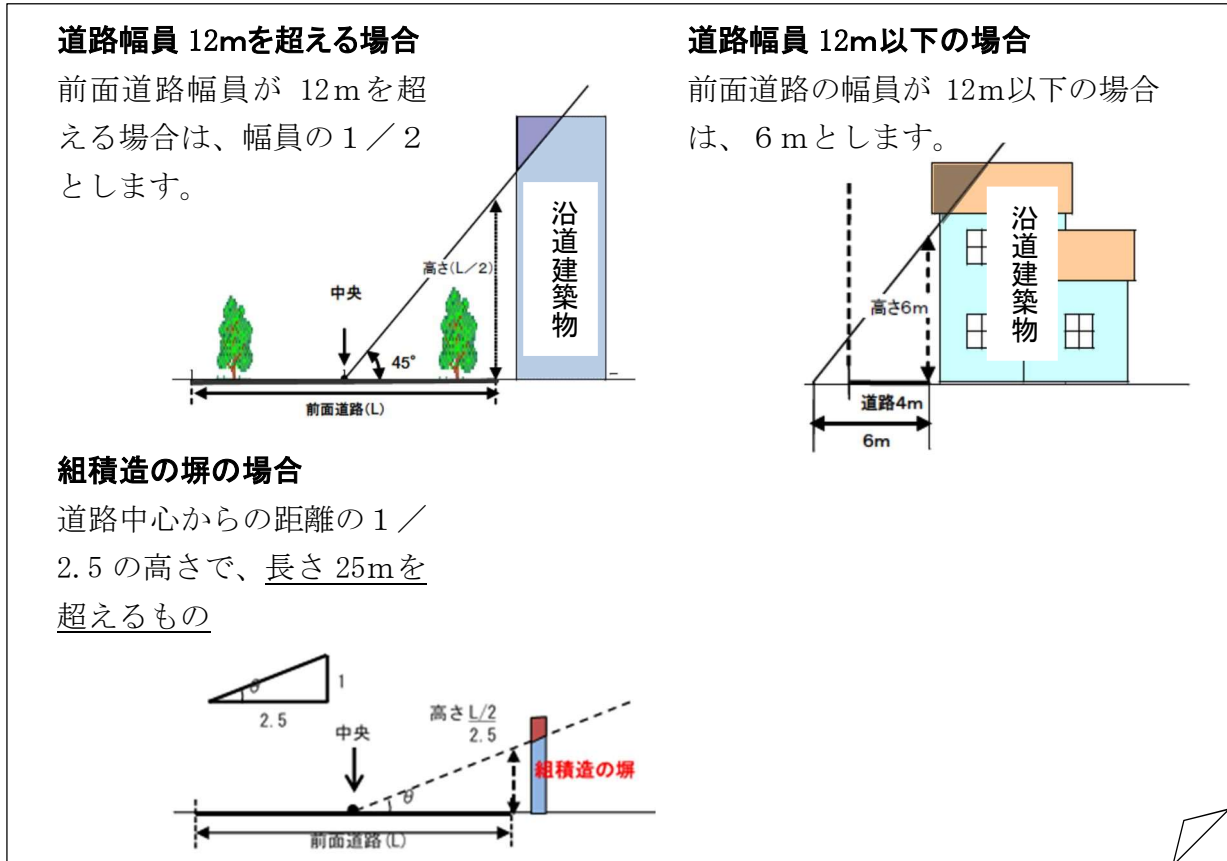 道路幅員 12mを超える場合
前面道路幅員が 12mを超
える場合は、幅員の1/2
とします。
沿道建築物
高さ(L/2)
中央
45°
前面道路(L)
道路幅員 12m以下の場合
前面道路の幅員が 12m以下の場合
は、6mとします。
沿道建築物
高さ6m
道路4m
6m
組積造の塀の場合
道路中心からの距離の1/
2.5 の高さで、長さ 25mを
超えるもの
θ
1
2.5
中央
高さ L/2
2.5
組積造の塀
θ
前面道路(L)